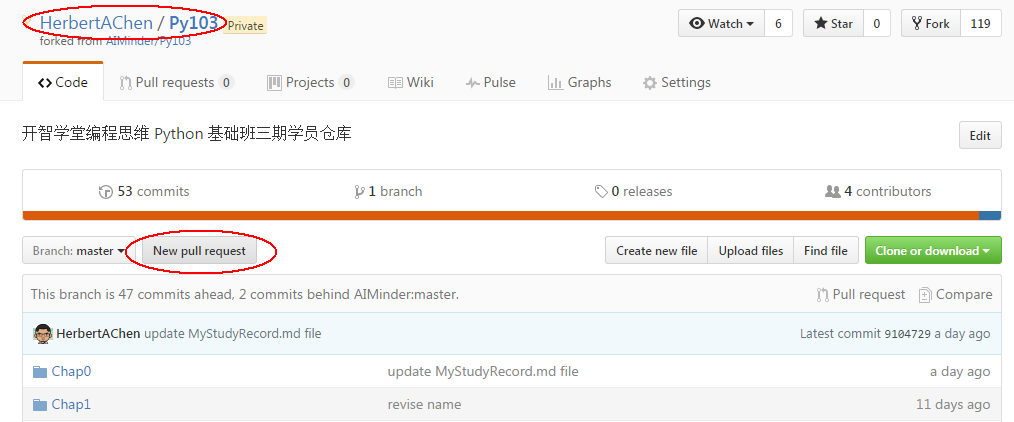 HerbertAChen / Py103 Private Watch 6 Star 0 Fork 119
forked from AIMinder/Py103
Code Pull requests 0 Projects 0 Wiki Pulse Graphs Settings
开智学堂编程思维 Python 基础班三期学员仓库 Edit
53 commits 1 branch 0 releases 4 contributors
Branch: master New pull request Create new file Upload files Find file Clone or download
This branch is 47 commits ahead, 2 commits behind AIMinder:master. Pull request Compare
HerbertAChen update MyStudyRecord.md file Latest commit 9104729 a day ago
Chap0 update MyStudyRecord.md file a day ago
Chap1 revise name 11 days ago